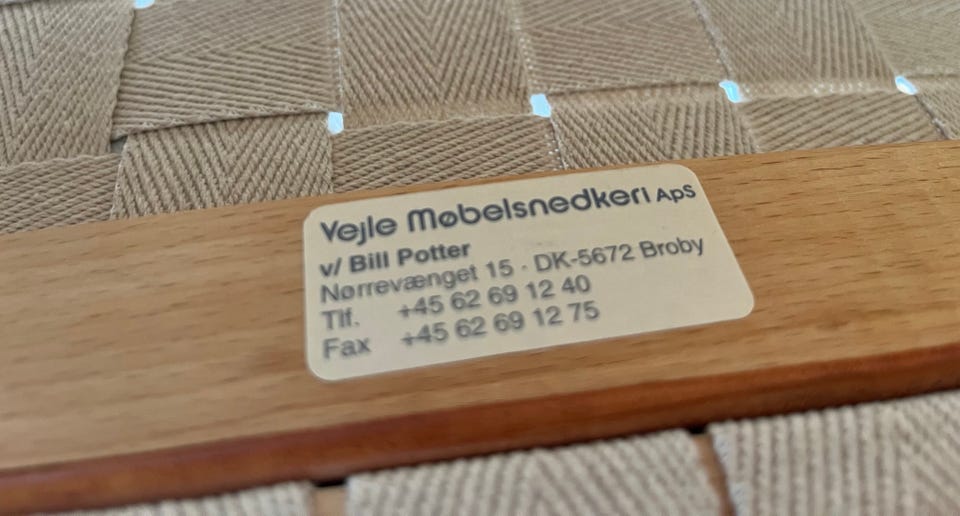 Vejle Møbelsnedkeri ApS
v/ Bill Potter
Nørrevænget 15 · DK-5672 Broby
Tlf. +45 62 69 12 40
Fax +45 62 69 12 75